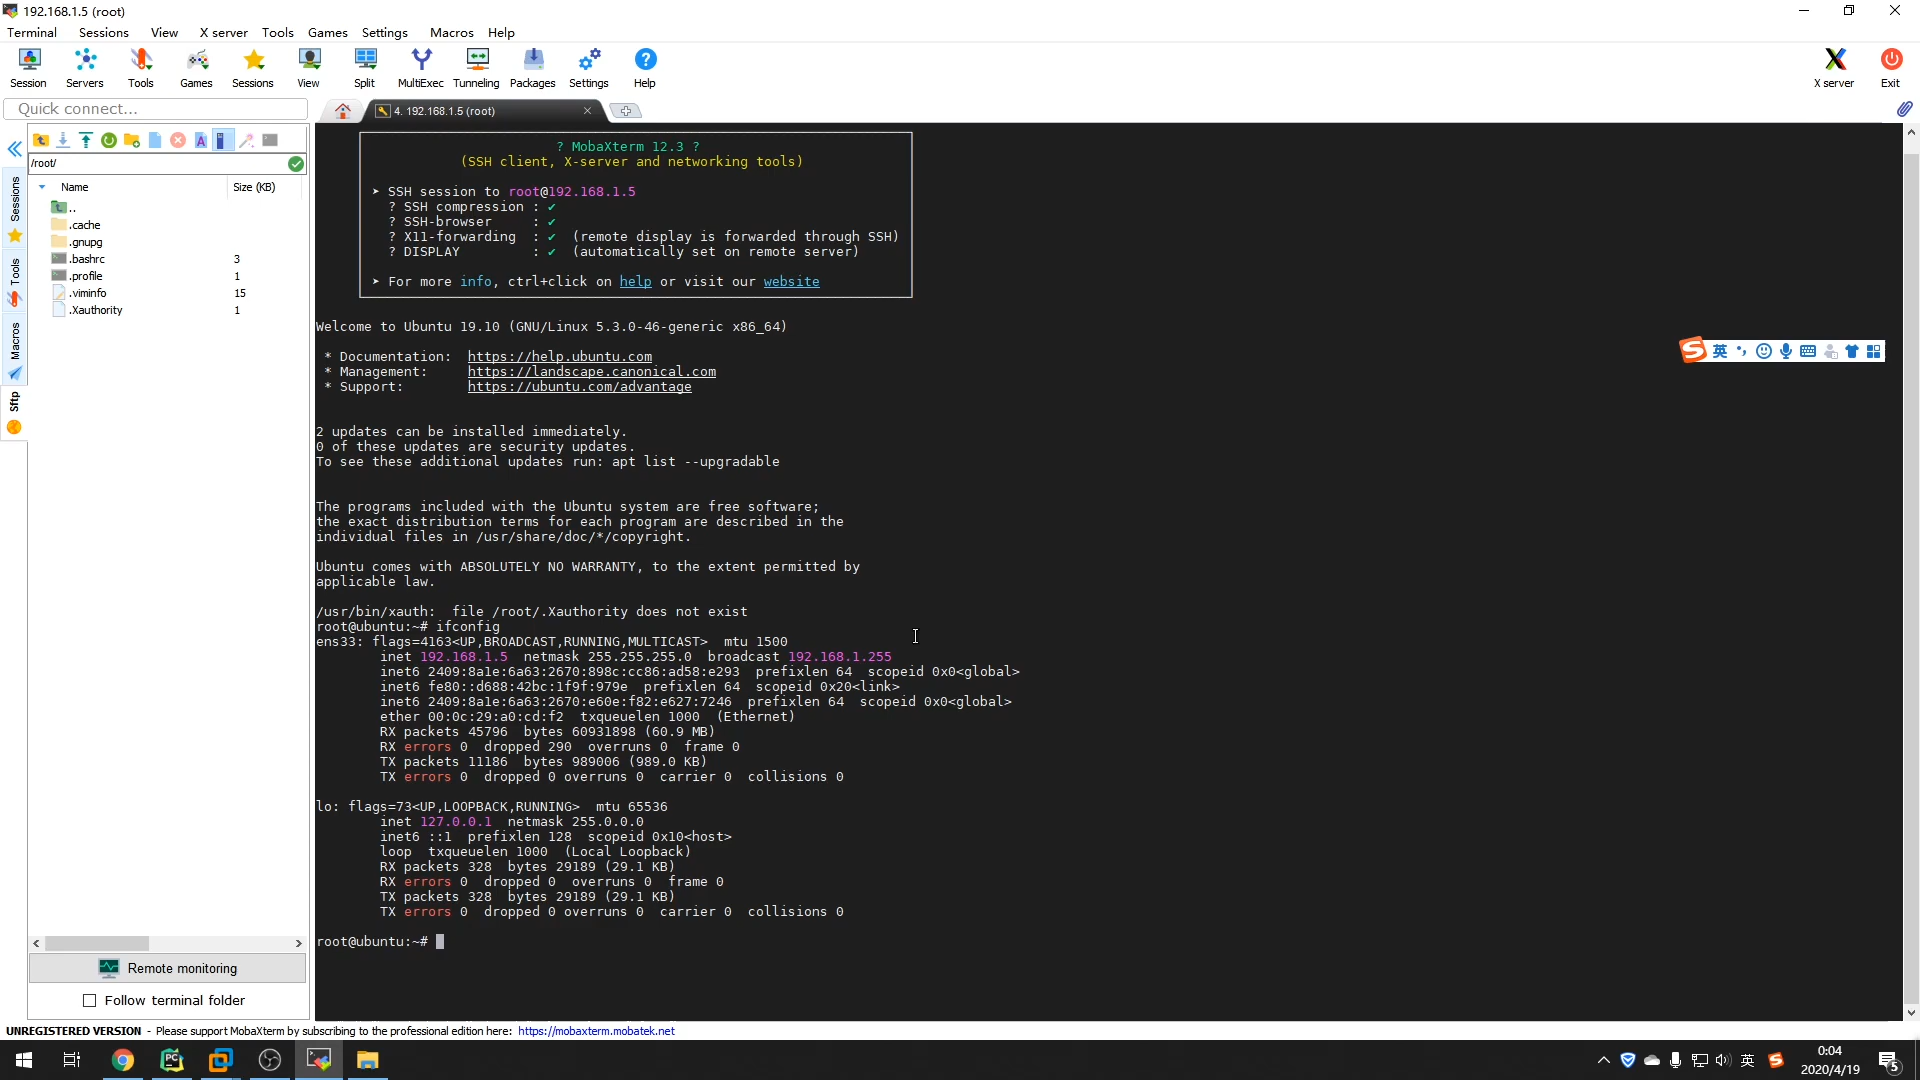 192.168.1.5 (root)
Terminal Sessions View X server Tools Games Settings Macros Help
Session Servers Tools Games Sessions View Split MultiExec Tunneling Packages Settings Help X server Exit
Quick connect...
4. 192.168.1.5 (root)
/root/
Name Size (KB)
..
.cache
.gnupg
.bashrc 3
.profile 1
.viminfo 15
.Xauthority 1
Sessions
Tools
Macros
Sftp
Remote monitoring
Follow terminal folder
? MobaXterm 12.3 ?
(SSH client, X-server and networking tools)
➤ SSH session to root@192.168.1.5
? SSH compression : ✔
? SSH-browser : ✔
? X11-forwarding : ✔ (remote display is forwarded through SSH)
? DISPLAY : ✔ (automatically set on remote server)
➤ For more info, ctrl+click on help or visit our website
Welcome to Ubuntu 19.10 (GNU/Linux 5.3.0-46-generic x86_64)
* Documentation: https://help.ubuntu.com
* Management: https://landscape.canonical.com
* Support: https://ubuntu.com/advantage
2 updates can be installed immediately.
0 of these updates are security updates.
To see these additional updates run: apt list --upgradable
The programs included with the Ubuntu system are free software;
the exact distribution terms for each program are described in the
individual files in /usr/share/doc/*/copyright.
Ubuntu comes with ABSOLUTELY NO WARRANTY, to the extent permitted by
applicable law.
/usr/bin/xauth: file /root/.Xauthority does not exist
root@ubuntu:~# ifconfig
ens33: flags=4163<UP,BROADCAST,RUNNING,MULTICAST> mtu 1500
inet 192.168.1.5 netmask 255.255.255.0 broadcast 192.168.1.255
inet6 2409:8a1e:6a63:2670:898c:cc86:ad58:e293 prefixlen 64 scopeid 0x0<global>
inet6 fe80::d688:42bc:1f9f:979e prefixlen 64 scopeid 0x20<link>
inet6 2409:8a1e:6a63:2670:e60e:f82:e627:7246 prefixlen 64 scopeid 0x0<global>
ether 00:0c:29:a0:cd:f2 txqueuelen 1000 (Ethernet)
RX packets 45796 bytes 60931898 (60.9 MB)
RX errors 0 dropped 290 overruns 0 frame 0
TX packets 11186 bytes 989006 (989.0 KB)
TX errors 0 dropped 0 overruns 0 carrier 0 collisions 0
lo: flags=73<UP,LOOPBACK,RUNNING> mtu 65536
inet 127.0.0.1 netmask 255.0.0.0
inet6 ::1 prefixlen 128 scopeid 0x10<host>
loop txqueuelen 1000 (Local Loopback)
RX packets 328 bytes 29189 (29.1 KB)
RX errors 0 dropped 0 overruns 0 frame 0
TX packets 328 bytes 29189 (29.1 KB)
TX errors 0 dropped 0 overruns 0 carrier 0 collisions 0
root@ubuntu:~#
英
UNREGISTERED VERSION - Please support MobaXterm by subscribing to the professional edition here: https://mobaxterm.mobatek.net
英
0:04
2020/4/19
5